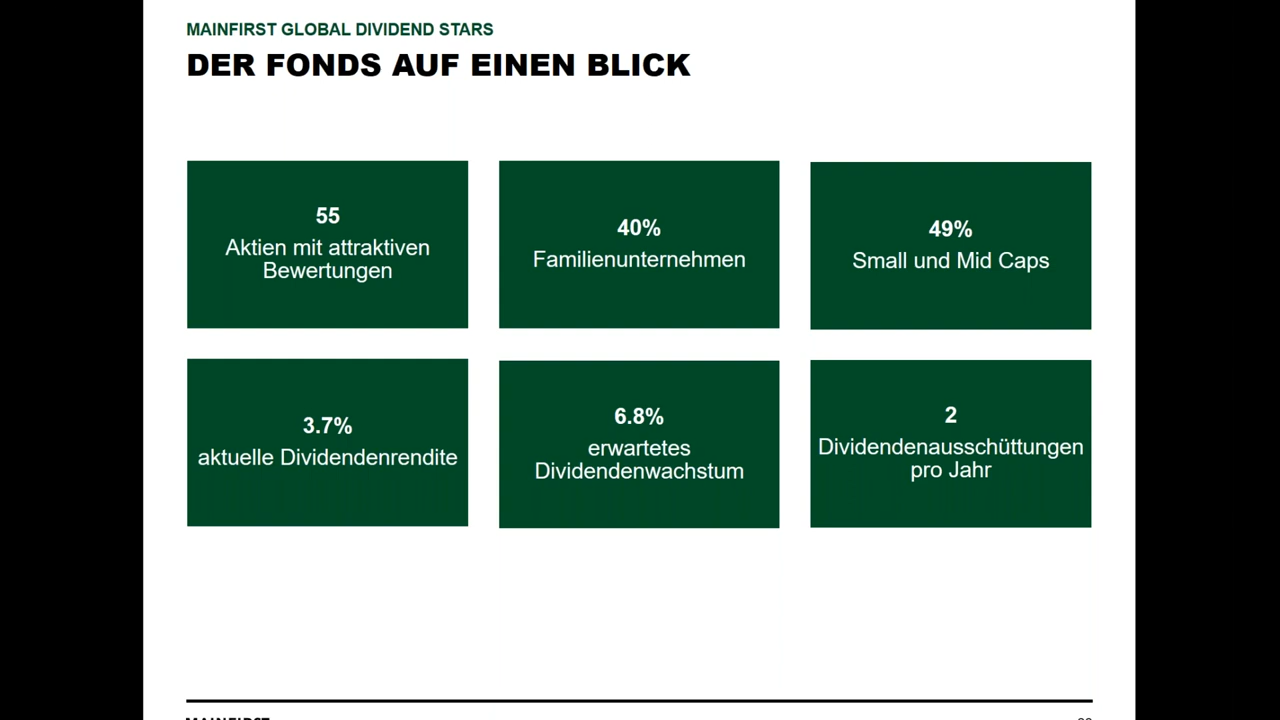 MAINFIRST GLOBAL DIVIDEND STARS
DER FONDS AUF EINEN BLICK
55
Aktien mit attraktiven
Bewertungen
40%
Familienunternehmen
49%
Small und Mid Caps
3.7%
aktuelle Dividendenrendite
6.8%
erwartetes
Dividendenwachstum
2
Dividendenausschüttungen
pro Jahr
MAINFIRST